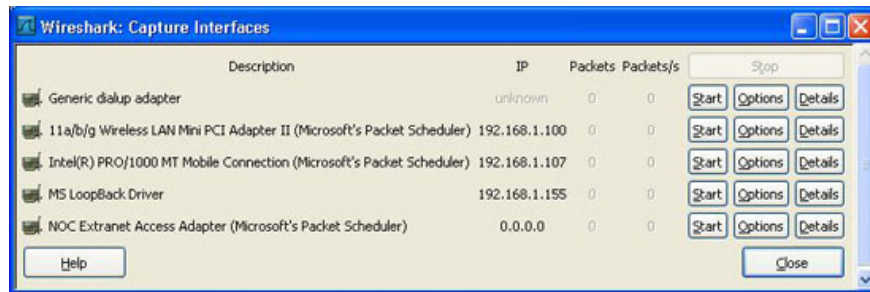 Wireshark: Capture Interfaces
Description IP Packets Packets/s Stop
Generic dialup adapter unknown 0 0 Start Options Details
11a/b/g Wireless LAN Mini PCI Adapter II (Microsoft's Packet Scheduler) 192.168.1.100 0 0 Start Options Details
Intel(R) PRO/1000 MT Mobile Connection (Microsoft's Packet Scheduler) 192.168.1.107 0 0 Start Options Details
MS LoopBack Driver 192.168.1.155 0 0 Start Options Details
NOC Extranet Access Adapter (Microsoft's Packet Scheduler) 0.0.0.0 0 0 Start Options Details
Help Close